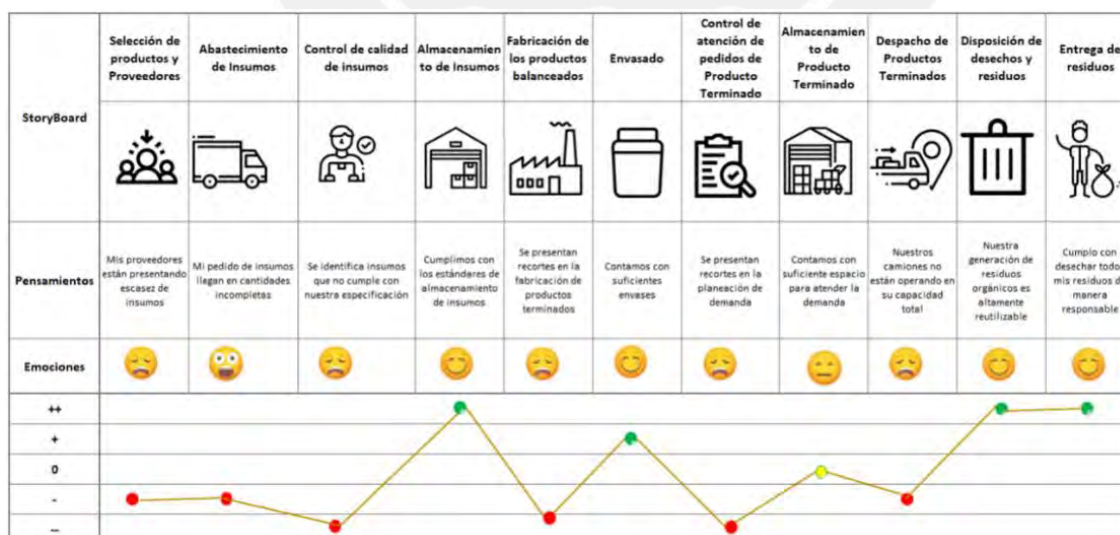 Selección de
productos y
Proveedores
Abastecimiento
de Insumos
Control de calidad
de insumos
Almacenamien
to de Insumos
Fabricación de
los productos
balanceados
Envasado
Control de
atención de
pedidos de
Producto
Terminado
Almacenamien
to de
Producto
Terminado
Despacho de
Productos
Terminados
Disposición de
desechos y
residuos
Entrega de
residuos
StoryBoard
Pensamientos
Mis proveedores
están presentando
escasez de
insumos
Mi pedido de insumos
llegan en cantidades
incompletas
Se identifica insumos
que no cumple con
nuestra especificación
Cumplimos con
los estándares de
almacenamiento
de insumos
Se presentan
recortes en la
fabricación de
productos
terminados
Contamos con
suficientes
envases
Se presentan
recortes en la
planeación de
demanda
Contamos con
suficiente espacio
para atender la
demanda
Nuestros
camiones no
están operando en
su capacidad
total
Nuestra
generación de
residuos
orgánicos es
altamente
reutilizable
Cumplo con
desechar todo
mis residuos d
manera
responsable
Emociones
++
+
0
-
--